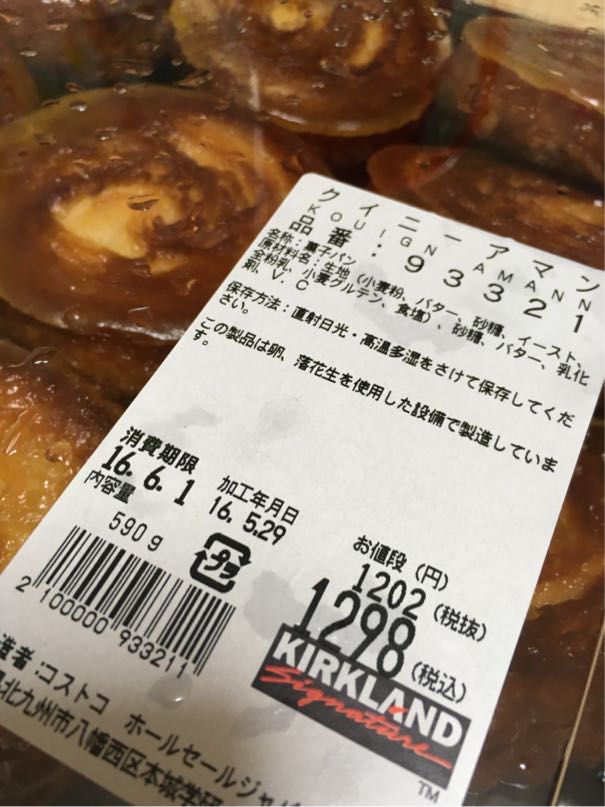 クイニーアマン
KOUIGN AMANN
品番:93321
名称:菓子パン
原材料名:生地(小麦粉、バター、砂糖、イースト、
全粉乳、小麦グルテン、食塩)、砂糖、バター、乳化
剤、V.C
保存方法:直射日光・高温多湿をさけて保存してくだ
さい。
この製品は卵、落花生を使用した設備で製造していま
す。
消費期限
16.6.1
加工年月日
16.5.29
内容量
590g
プラ
お値段(円)
1202(税抜)
1298(税込)
2 100000 933211
KIRKLAND
Signature
TM
造者:コストコ ホールセールジャパ
県北九州市八幡西区本城学研